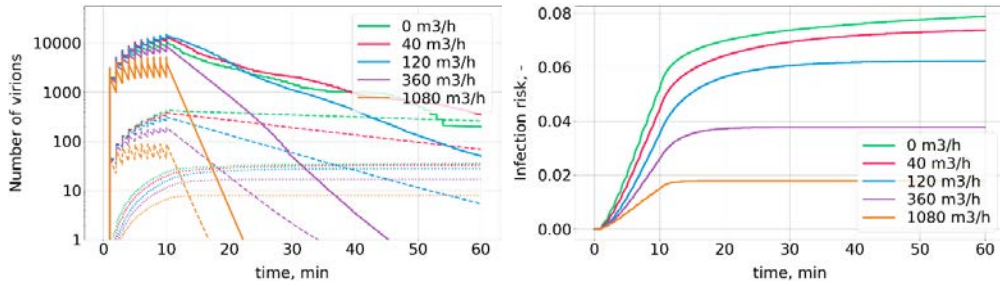 Number of virions
10000
1000
100
10
1
0 m3/h
40 m3/h
120 m3/h
360 m3/h
1080 m3/h
0 10 20 30 40 50 60
time, min
Infection risk, -
0.08
0.06
0.04
0.02
0.00
0 m3/h
40 m3/h
120 m3/h
360 m3/h
1080 m3/h
0 10 20 30 40 50 60
time, min